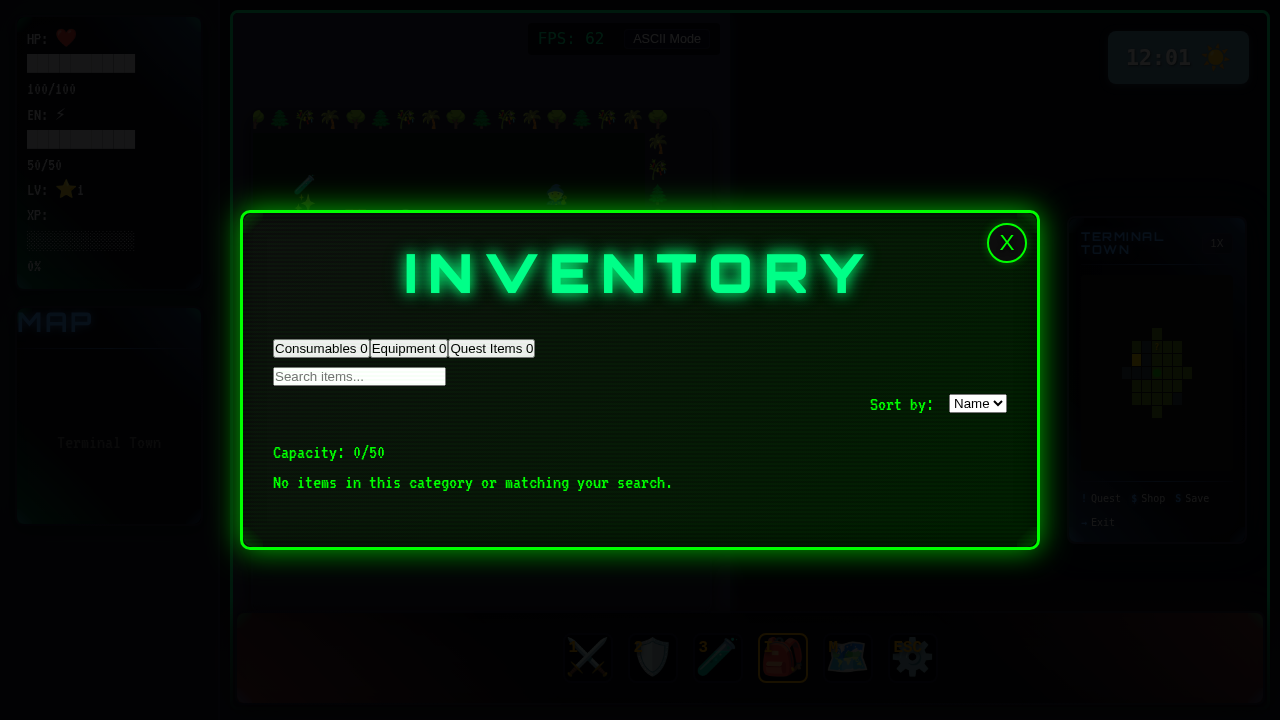 HP: ❤️
100/100
EN: ⚡
50/50
LV: ⭐1
XP:
0%
MAP
Terminal Town
FPS: 62 ASCII Mode
12:01 ☀️
INVENTORY
X
Consumables 0 Equipment 0 Quest Items 0
Search items...
Sort by: Name
Capacity: 0/50
No items in this category or matching your search.
TERMINAL
TOWN
1X
! Quest $ Shop S Save
← Exit
1 2 3 I M ESC